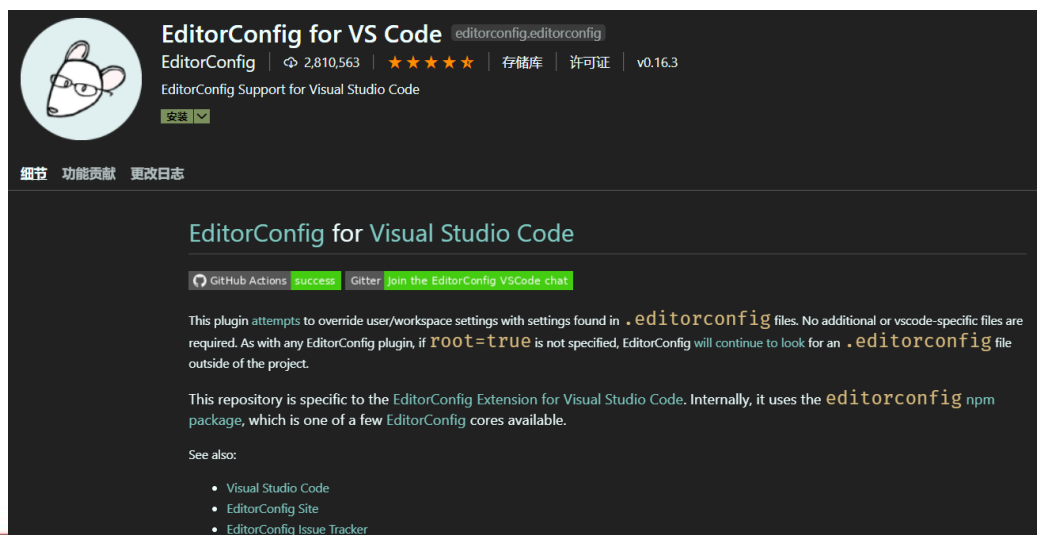 EditorConfig for VS Code editorconfig.editorconfig
EditorConfig 2,810,563 存储库 许可证 v0.16.3
EditorConfig Support for Visual Studio Code
安装
细节 功能贡献 更改日志
EditorConfig for Visual Studio Code
GitHub Actions success Gitter Join the EditorConfig VSCode chat
This plugin attempts to override user/workspace settings with settings found in .editorconfig files. No additional or vscode-specific files are
required. As with any EditorConfig plugin, if root=true is not specified, EditorConfig will continue to look for an .editorconfig file
outside of the project.
This repository is specific to the EditorConfig Extension for Visual Studio Code. Internally, it uses the editorconfig npm
package, which is one of a few EditorConfig cores available.
See also:
• Visual Studio Code
• EditorConfig Site
• EditorConfig Issue Tracker